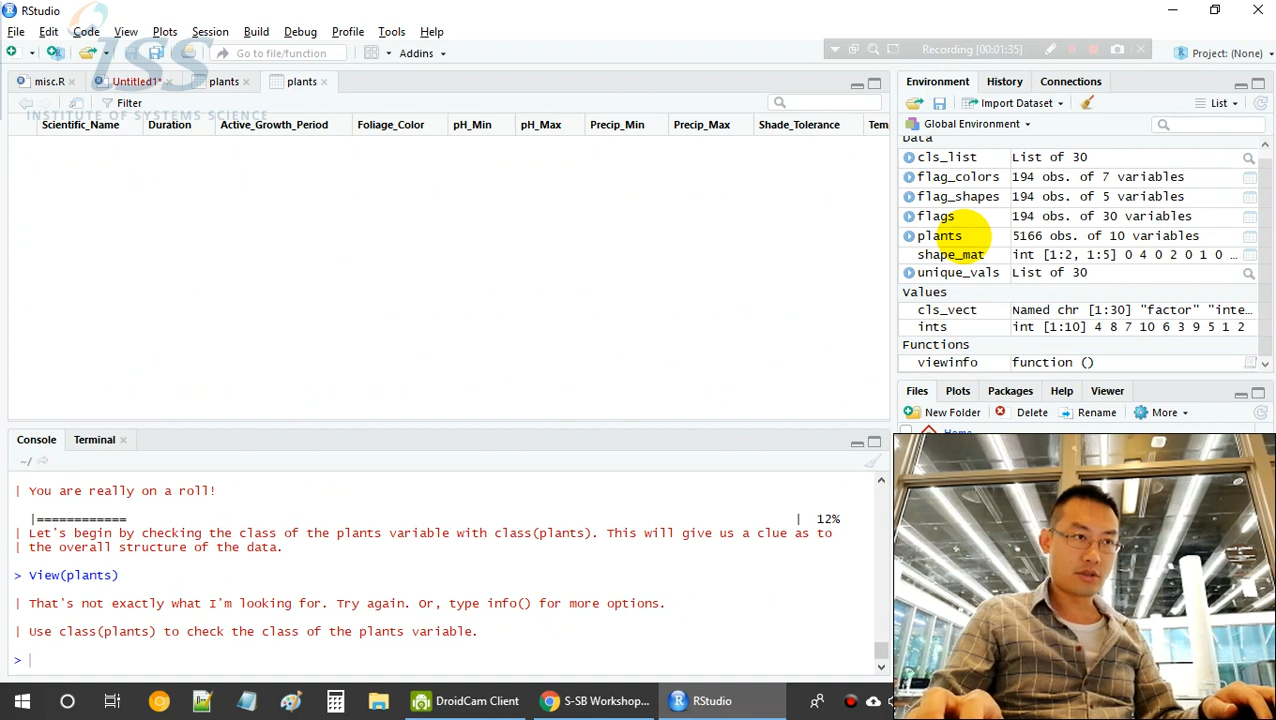 RStudio
File Edit Code View Plots Session Build Debug Profile Tools Help
Go to file/function Addins
Recording [00:01:35]
Project: (None)
ISS
INSTITUTE OF SYSTEMS SCIENCE
misc.R Untitled1* plants plants
Filter
Scientific_Name Duration Active_Growth_Period Foliage_Color pH_Min pH_Max Precip_Min Precip_Max Shade_Tolerance Tem
Environment History Connections
Import Dataset List
Global Environment
Data
cls_list List of 30
flag_colors 194 obs. of 7 variables
flag_shapes 194 obs. of 5 variables
flags 194 obs. of 30 variables
plants 5166 obs. of 10 variables
shape_mat int [1:2, 1:5] 0 4 0 2 0 1 0 …
unique_vals List of 30
Values
cls_vect Named chr [1:30] "factor" "inte…
ints int [1:10] 4 8 7 10 6 3 9 5 1 2
Functions
viewinfo function ()
Files Plots Packages Help Viewer
New Folder Delete Rename More
Home
Console Terminal
~/
| You are really on a roll!
|============ | 12%
| Let's begin by checking the class of the plants variable with class(plants). This will give us a clue as to
| the overall structure of the data.
> View(plants)
| That's not exactly what I'm looking for. Try again. Or, type info() for more options.
| Use class(plants) to check the class of the plants variable.
>
DroidCam Client S-SB Workshop... RStudio